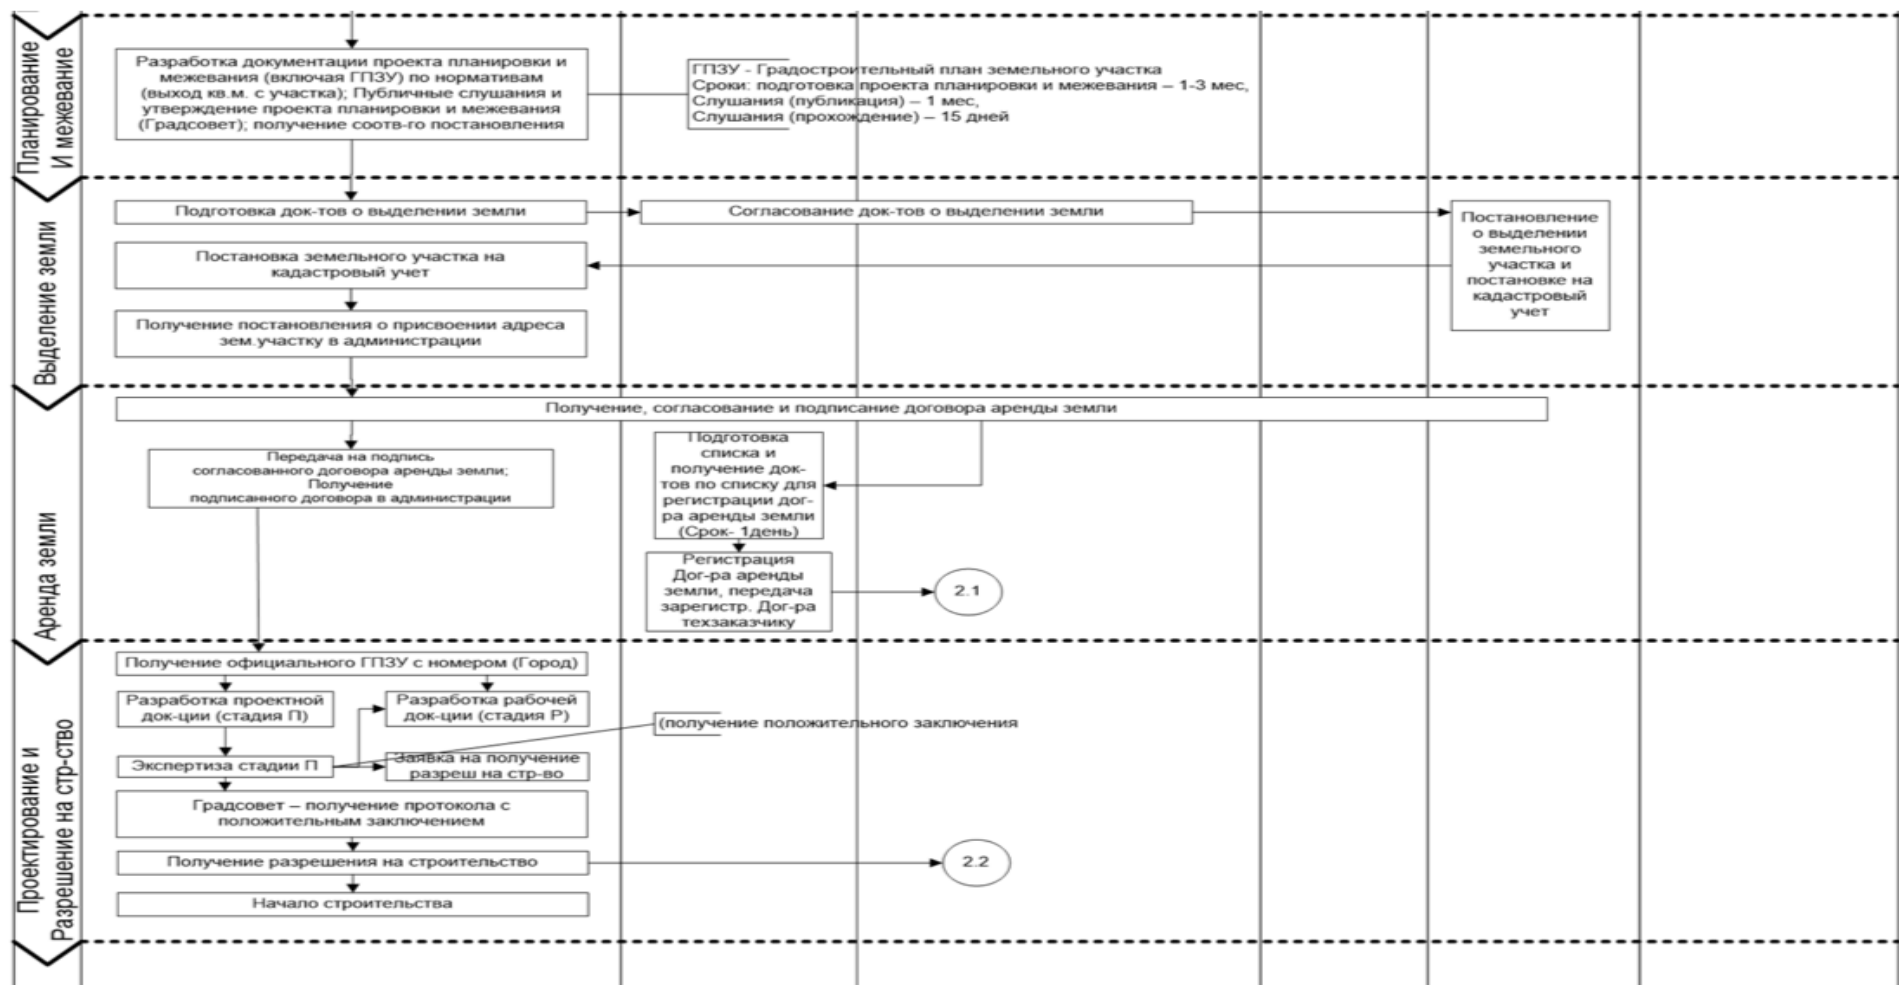 Планирование
И межевание
Разработка документации проекта планировки и
межевания (включая ГПЗУ) по нормативам
(выход кв.м. с участка); Публичные слушания и
утверждение проекта планировки и межевания
(Градсовет); получение соотв-го постановления
ГПЗУ - Градостроительный план земельного участка
Сроки: подготовка проекта планировки и межевания – 1-3 мес,
Слушания (публикация) – 1 мес,
Слушания (прохождение) – 15 дней
Выделение земли
Подготовка док-тов о выделении земли
Согласование док-тов о выделении земли
Постановление
о выделении
земельного
участка и
постановке на
кадастровый
учет
Постановка земельного участка на
кадастровый учет
Получение постановления о присвоении адреса
зем.участку в администрации
Аренда земли
Получение, согласование и подписание договора аренды земли
Передача на подпись
согласованного договора аренды земли;
Получение
подписанного договора в администрации
Подготовка
списка и
получение док-
тов по списку для
регистрации дог-
ра аренды земли
(Срок- 1день)
Регистрация
Дог-ра аренды
земли, передача
зарегистр. Дог-ра
техзаказчику
2.1
Проектирование и
Разрешение на стр-ство
Получение официального ГПЗУ с номером (Город)
Разработка проектной
док-ции (стадия П)
Разработка рабочей
док-ции (стадия Р)
(получение положительного заключения
Экспертиза стадии П
Заявка на получение
разреш на стр-во
Градсовет – получение протокола с
положительным заключением
Получение разрешения на строительство
2.2
Начало строительства